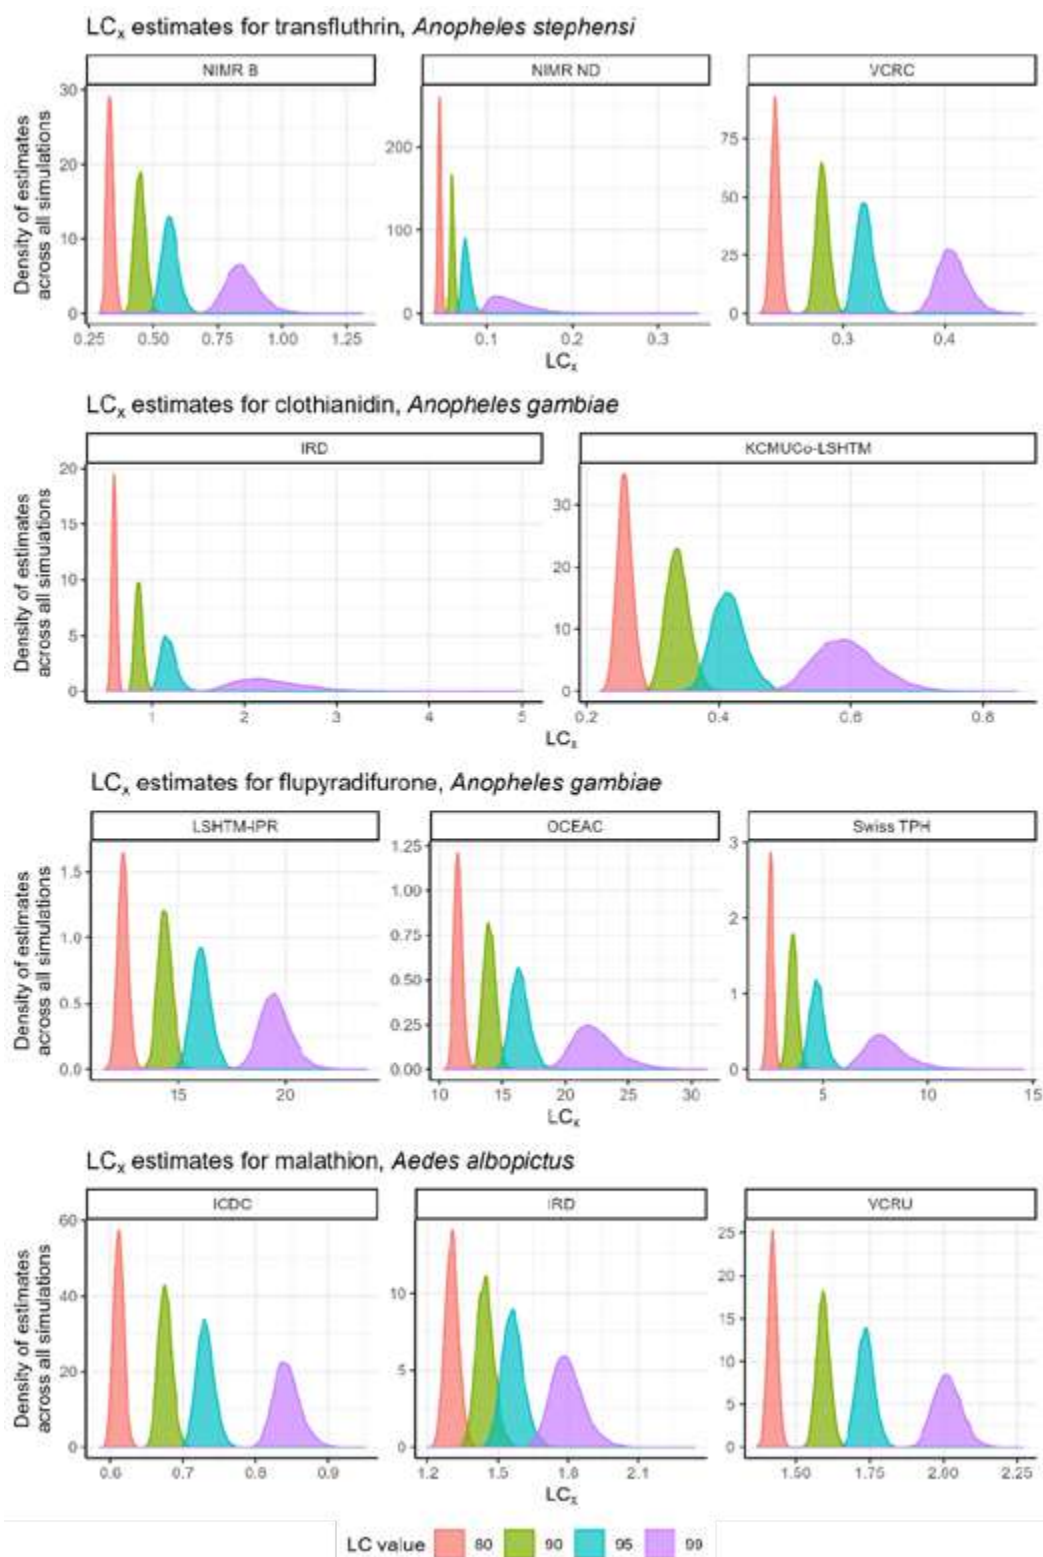 LCx estimates for transfluthrin, Anopheles stephensi
NIMR B
NIMR ND
VCRC
Density of estimates
across all simulations
30
20
10
0
0.25 0.50 0.75 1.00 1.25
200
100
0
0.1 0.2 0.3
75
50
25
0
0.3 0.4
LCx
LCx estimates for clothianidin, Anopheles gambiae
IRD
KCMUCo-LSHTM
Density of estimates
across all simulations
20
15
10
5
0
1 2 3 4 5
30
20
10
0
0.2 0.4 0.6 0.8
LCx
LCx estimates for flupyradifurone, Anopheles gambiae
LSHTM-IPR
OCEAC
Swiss TPH
Density of estimates
across all simulations
1.5
1.0
0.5
0.0
15 20
1.25
1.00
0.75
0.50
0.25
0.00
10 15 20 25 30
3
2
1
0
5 10 15
LCx
LCx estimates for malathion, Aedes albopictus
ICDC
IRD
VCRU
Density of estimates
across all simulations
60
40
20
0
0.6 0.7 0.8 0.9
10
5
0
1.2 1.5 1.8 2.1
25
20
15
10
5
0
1.50 1.75 2.00 2.25
LCx
LC value 80 90 95 99